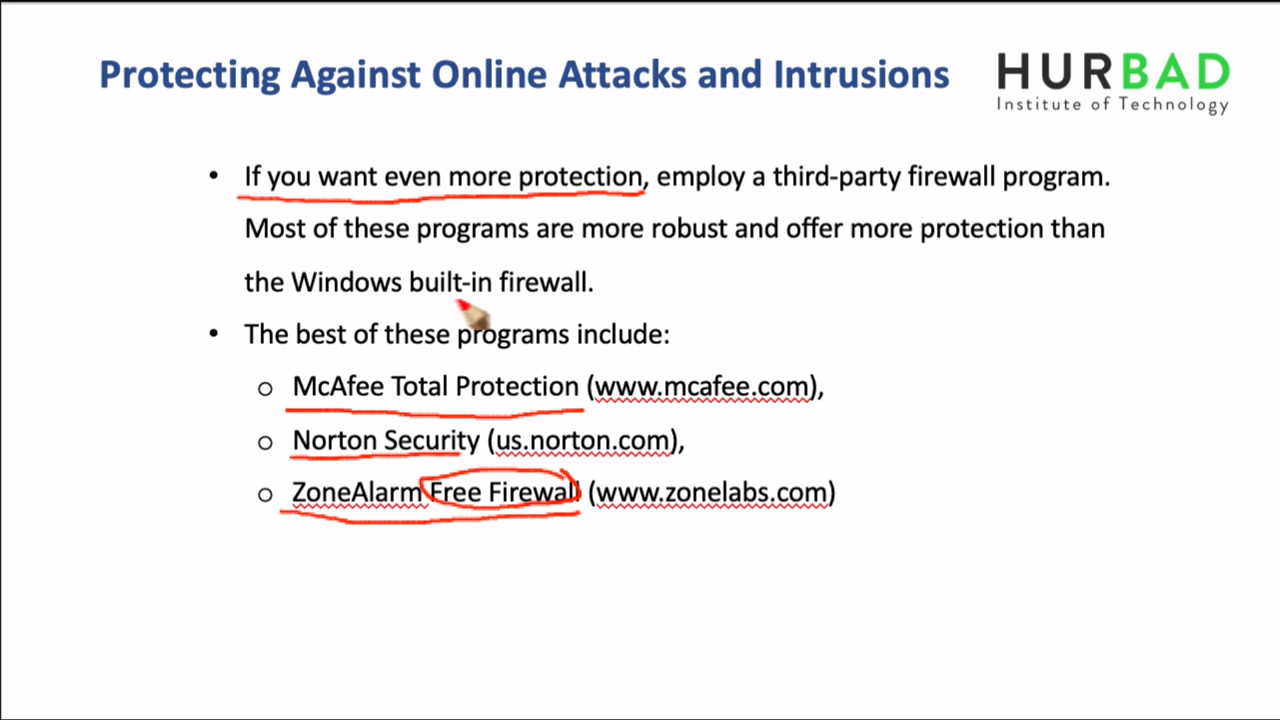 Protecting Against Online Attacks and Intrusions
HURBAD
Institute of Technology
• If you want even more protection, employ a third-party firewall program.
Most of these programs are more robust and offer more protection than
the Windows built-in firewall.
• The best of these programs include:
o McAfee Total Protection (www.mcafee.com),
o Norton Security (us.norton.com),
o ZoneAlarm Free Firewall (www.zonelabs.com)